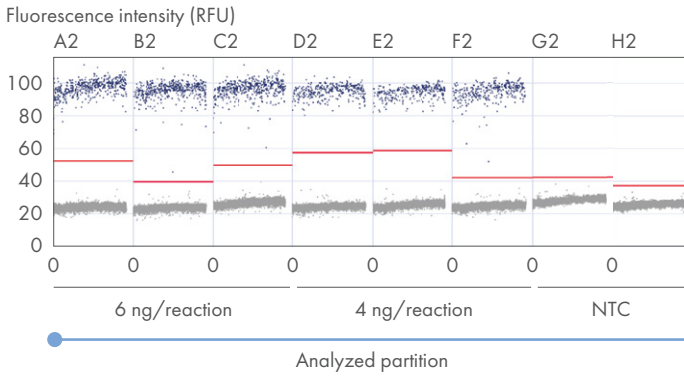 Fluorescence intensity (RFU)
A2 B2 C2 D2 E2 F2 G2 H2
100
80
60
40
20
0
0 0 0 0 0 0 0 0
6 ng/reaction 4 ng/reaction NTC
Analyzed partition